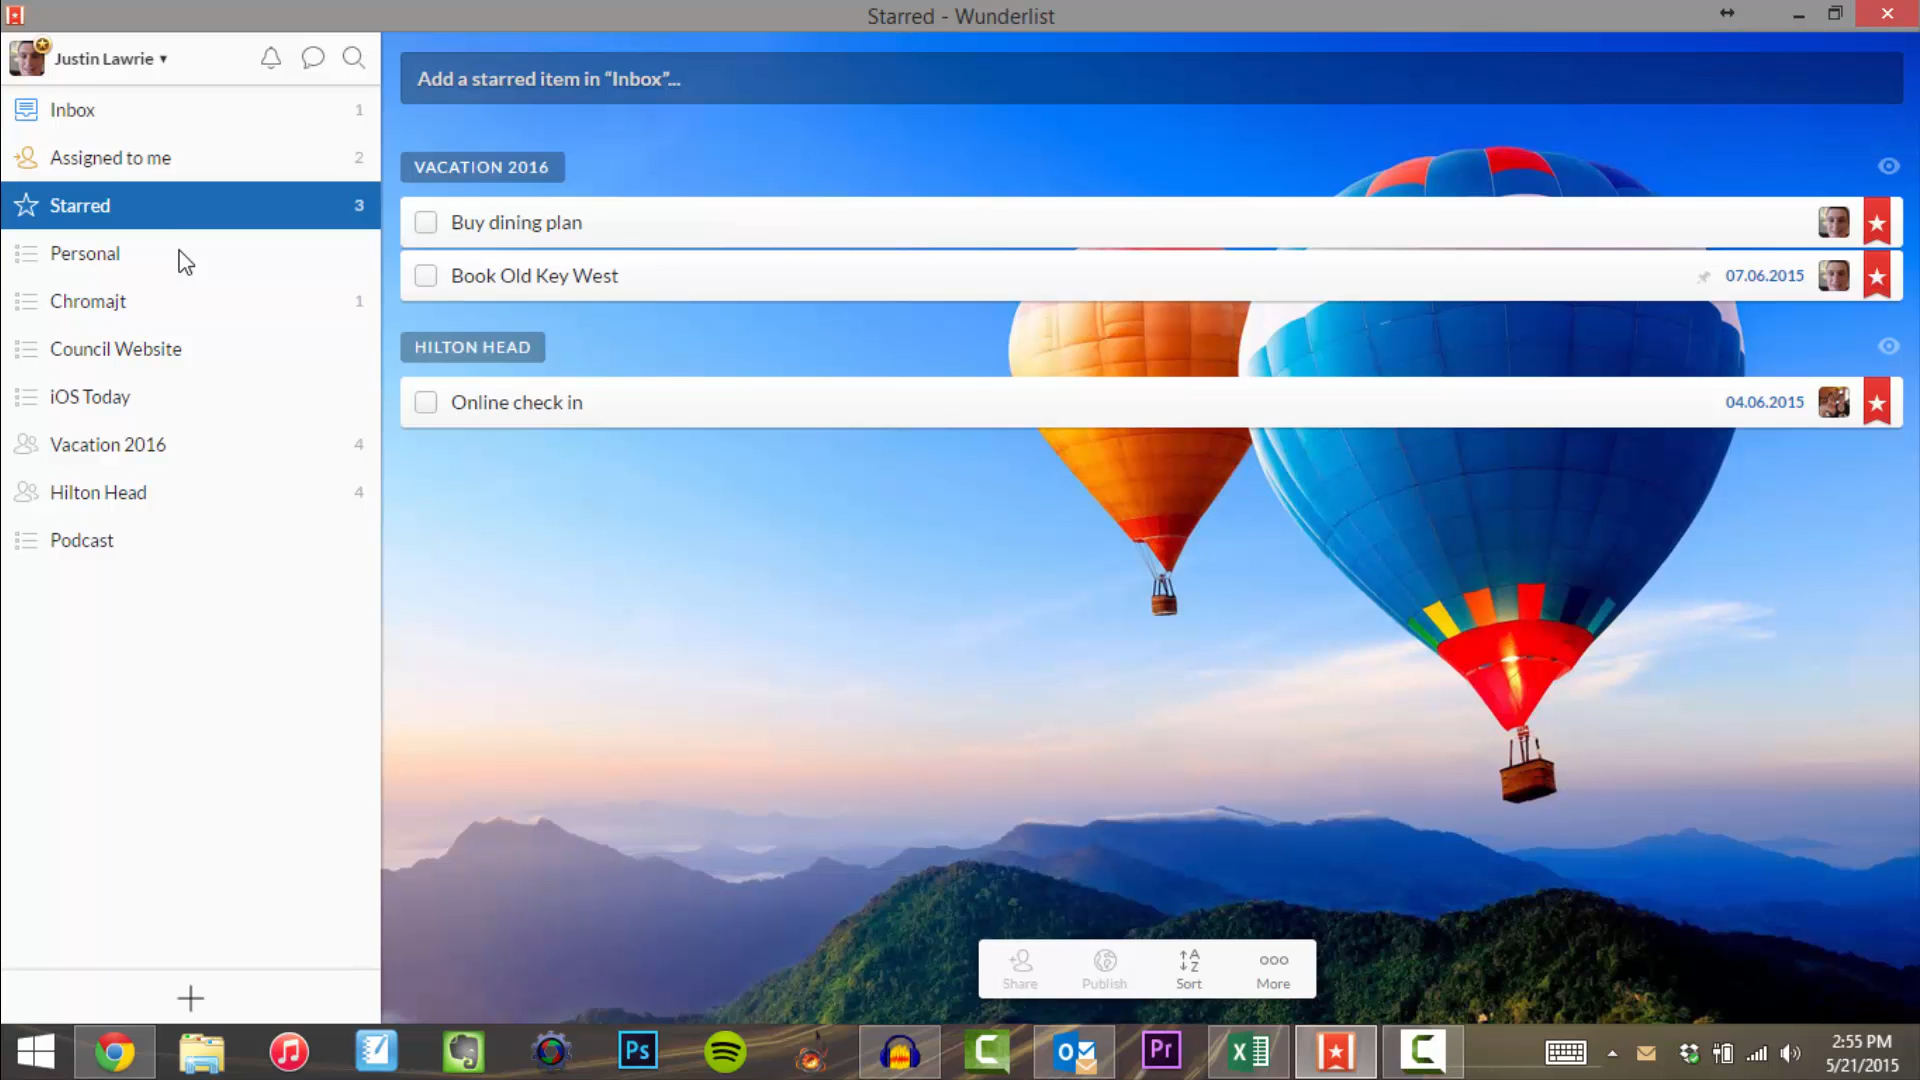 Starred - Wunderlist
Justin Lawrie
Inbox 1
Assigned to me 2
Starred 3
Personal
Chromajt 1
Council Website
iOS Today
Vacation 2016 4
Hilton Head 4
Podcast
Add a starred item in “Inbox”...
VACATION 2016
Buy dining plan
Book Old Key West 07.06.2015
HILTON HEAD
Online check in 04.06.2015
Share Publish Sort More
A
Z
Ps
Pr
2:55 PM
5/21/2015